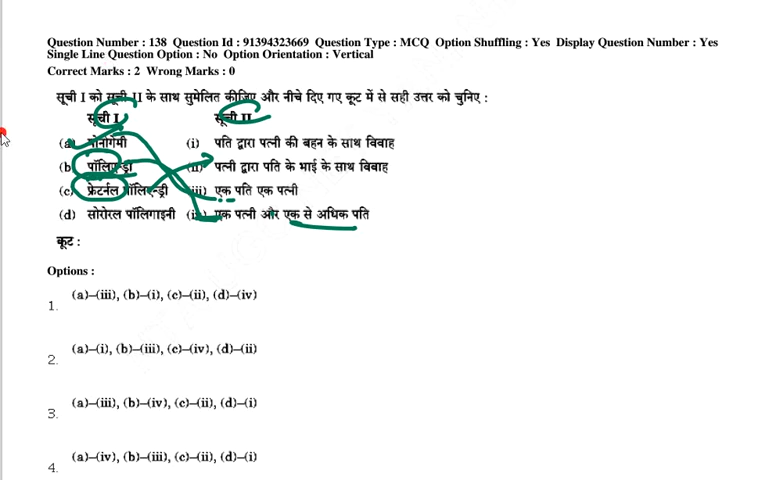 Question Number : 138 Question Id : 91394323669 Question Type : MCQ Option Shuffling : Yes Display Question Number : Yes
Single Line Question Option : No Option Orientation : Vertical
Correct Marks : 2 Wrong Marks : 0
सूची I को सूची II के साथ सुमेलित कीजिए और नीचे दिए गए कूट में से सही उत्तर को चुनिए :
सूची I सूची II
(a) मोनोगेमी (i) पति द्वारा पत्नी की बहन के साथ विवाह
(b) पॉलिएन्ड्री (ii) पत्नी द्वारा पति के भाई के साथ विवाह
(c) फ्रेटर्नल पॉलिएन्ड्री (iii) एक पति एक पत्नी
(d) सोरोरल पॉलिगाइनी (iv) एक पत्नी और एक से अधिक पति
कूट :
Options :
1. (a)–(iii), (b)–(i), (c)–(ii), (d)–(iv)
2. (a)–(i), (b)–(iii), (c)–(iv), (d)–(ii)
3. (a)–(iii), (b)–(iv), (c)–(ii), (d)–(i)
4. (a)–(iv), (b)–(iii), (c)–(ii), (d)–(i)